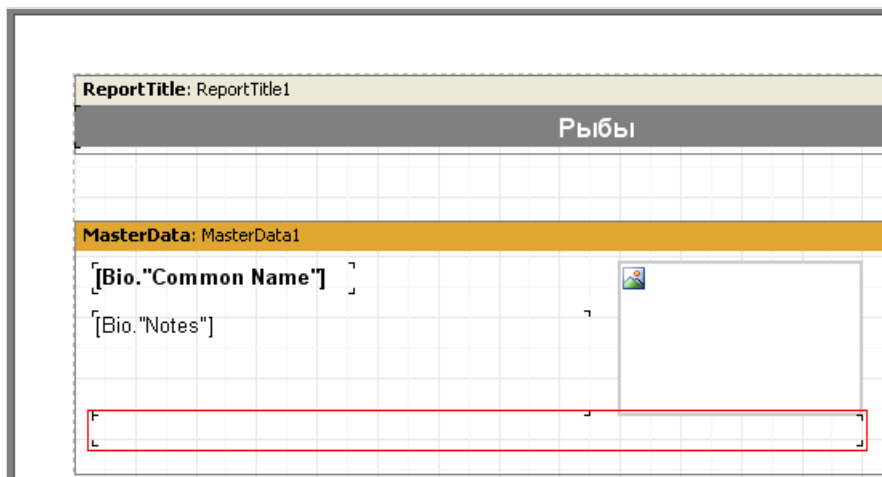 ReportTitle: ReportTitle1
Рыбы
MasterData: MasterData1
[Bio."Common Name"]
[Bio."Notes"]